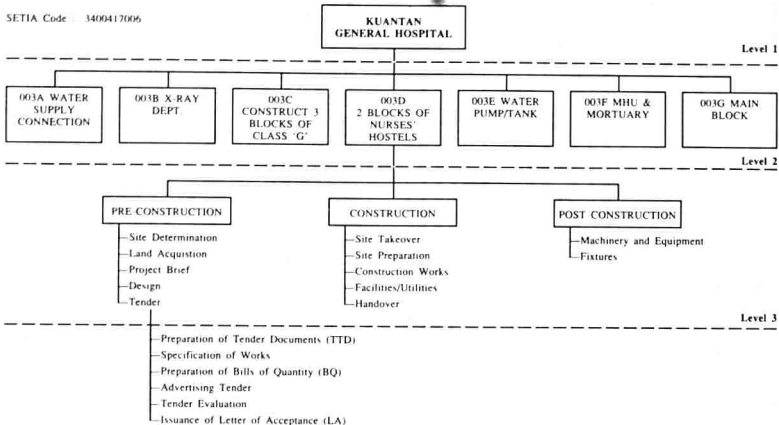 SETIA Code : 3400417006
KUANTAN
GENERAL HOSPITAL
Level 1
003A WATER
SUPPLY
CONNECTION
003B X-RAY
DEPT.
003C
CONSTRUCT 3
BLOCKS OF
CLASS 'G'
003D
2 BLOCKS OF
NURSES'
HOSTELS
003E WATER
PUMP/TANK
003F MHU &
MORTUARY
003G MAIN
BLOCK
Level 2
PRE-CONSTRUCTION
Site Determination
Land Acquistion
Project Brief
Design
Tender
CONSTRUCTION
Site Takeover
Site Preparation
Construction Works
Facilities/Utilities
Handover
POST CONSTRUCTION
Machinery and Equipment
Fixtures
Level 3
Preparation of Tender Documents (TTD)
Specification of Works
Preparation of Bills of Quantity (BQ)
Advertising Tender
Tender Evaluation
Issuance of Letter of Acceptance (LA)